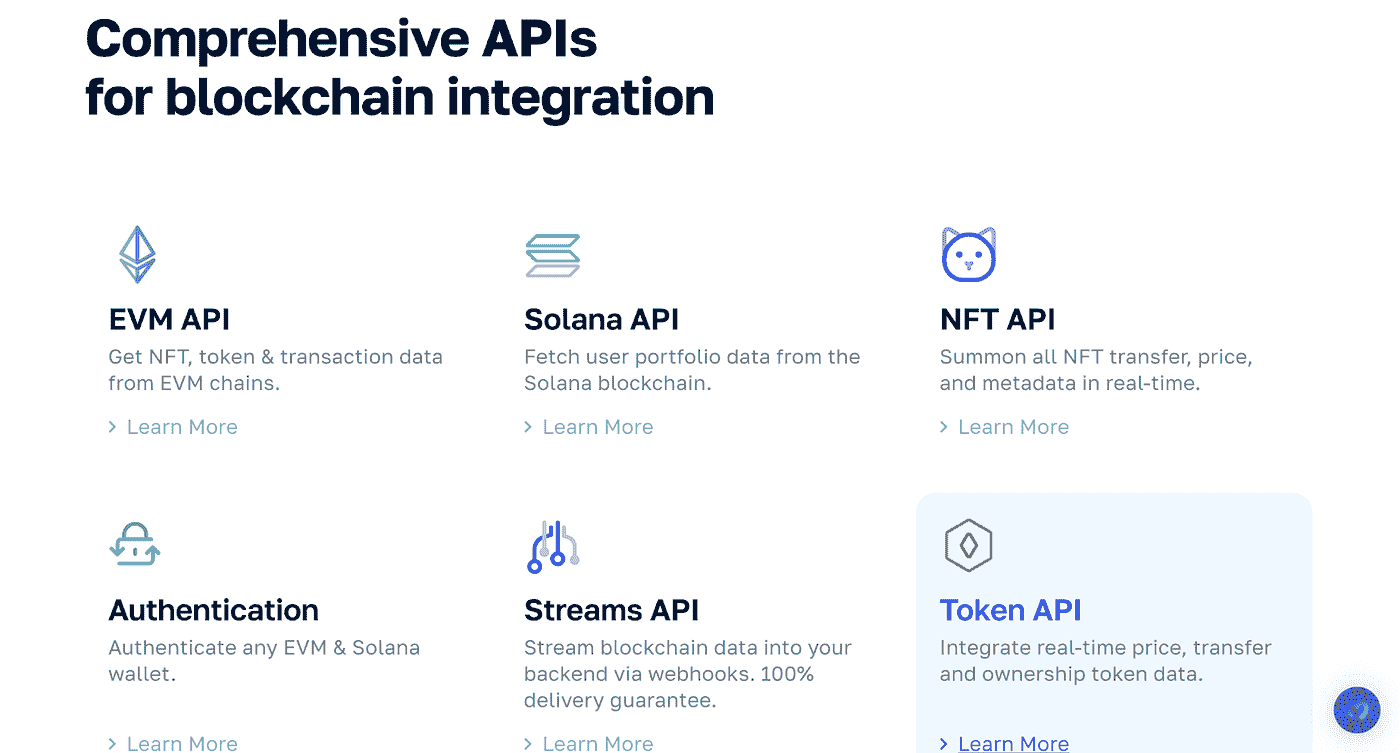 Comprehensive APIs
for blockchain integration
EVM API
Get NFT, token & transaction data
from EVM chains.
Learn More
Solana API
Fetch user portfolio data from the
Solana blockchain.
Learn More
NFT API
Summon all NFT transfer, price,
and metadata in real-time.
Learn More
Authentication
Authenticate any EVM & Solana
wallet.
Learn More
Streams API
Stream blockchain data into your
backend via webhooks. 100%
delivery guarantee.
Learn More
Token API
Integrate real-time price, transfer
and ownership token data.
Learn More